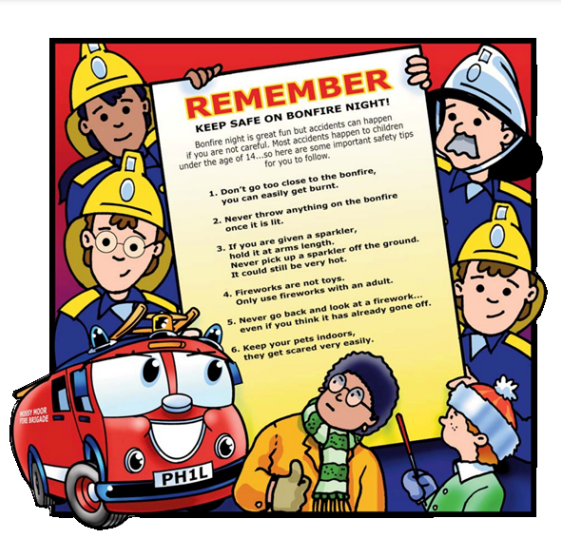 REMEMBER
KEEP SAFE ON BONFIRE NIGHT!
Bonfire night is great fun but accidents can happen
if you are not careful. Most accidents happen to children
under the age of 14...so here are some important safety tips
for you to follow.
1. Don't go too close to the bonfire,
you can easily get burnt.
2. Never throw anything on the bonfire
once it is lit.
3. If you are given a sparkler,
hold it at arms length.
Never pick up a sparkler off the ground.
It could still be very hot.
4. Fireworks are not toys.
Only use fireworks with an adult.
5. Never go back and look at a firework...
even if you think it has already gone off.
6. Keep your pets indoors,
they get scared very easily.
MOOR
FIRE BRIGADE
PH1L